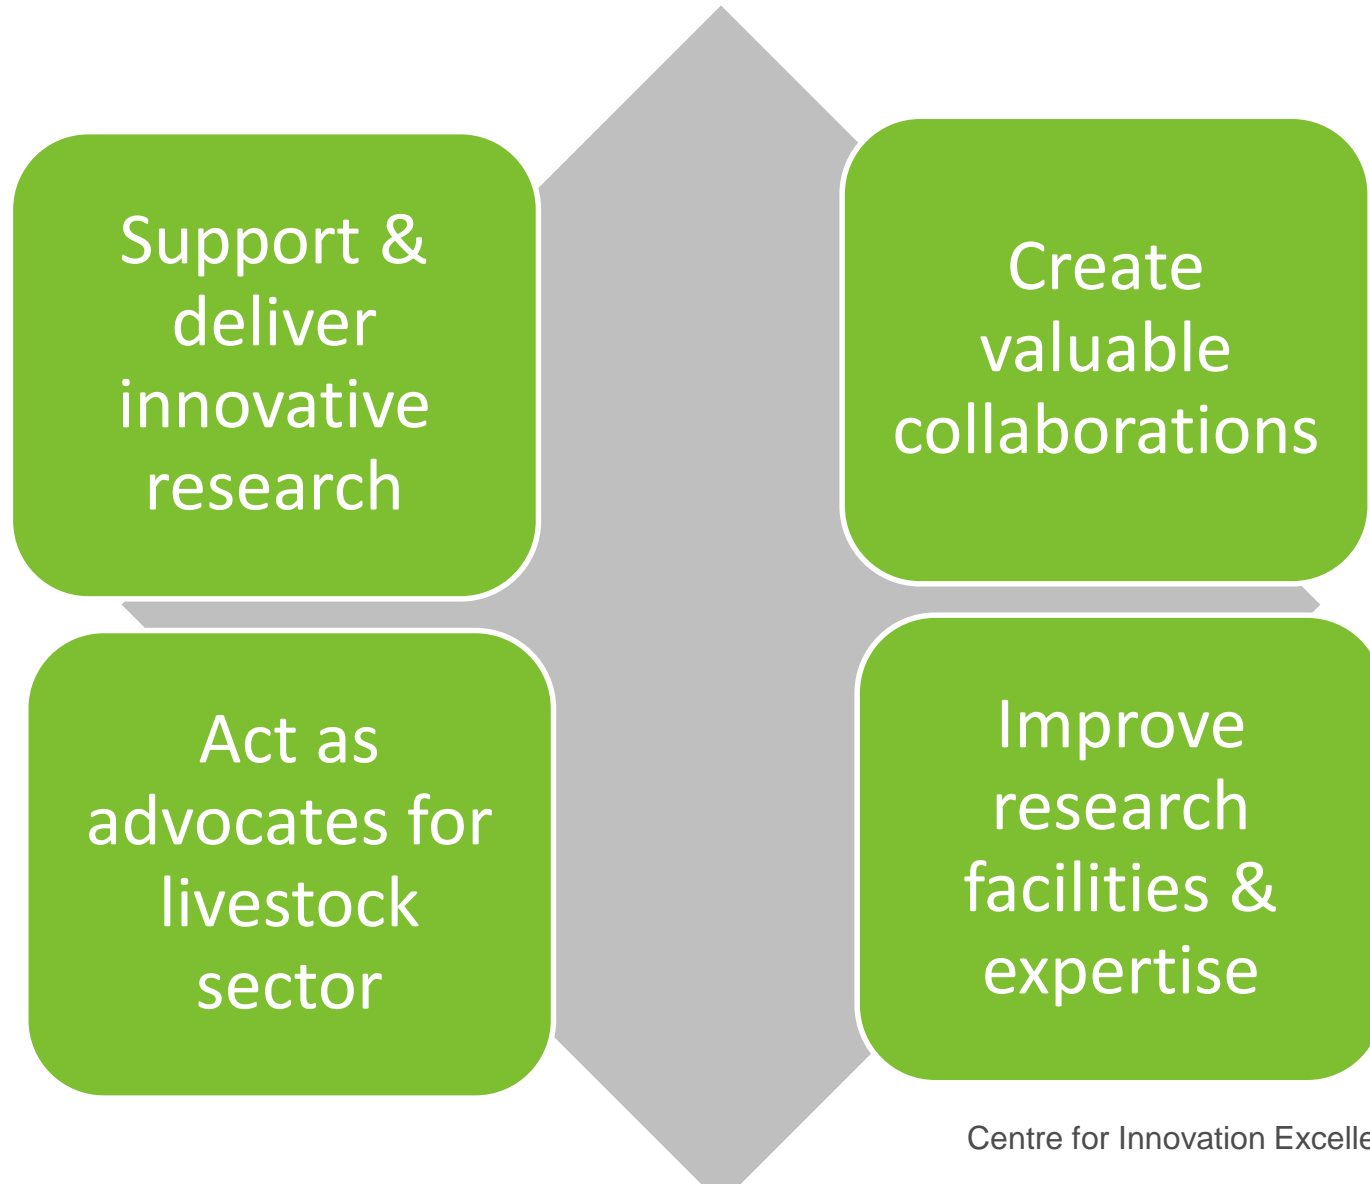 Support &
deliver
innovative
research
Create
valuable
collaborations
Act as
advocates for
livestock
sector
Improve
research
facilities &
expertise
Centre for Innovation